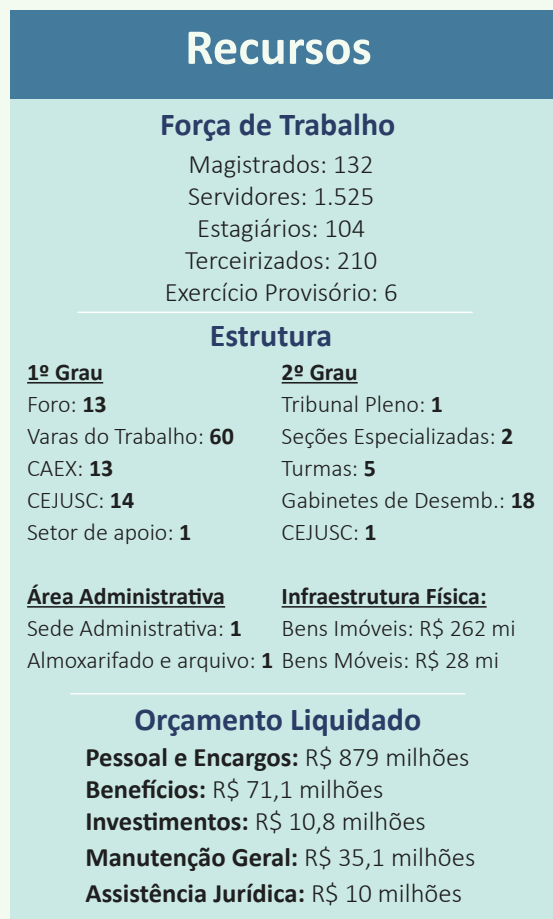 Recursos
Força de Trabalho
Magistrados: 132
Servidores: 1.525
Estagiários: 104
Terceirizados: 210
Exercício Provisório: 6
Estrutura
1º Grau
Foro: 13
Varas do Trabalho: 60
CAEX: 13
CEJUSC: 14
Setor de apoio: 1
2º Grau
Tribunal Pleno: 1
Seções Especializadas: 2
Turmas: 5
Gabinetes de Desemb.: 18
CEJUSC: 1
Área Administrativa
Sede Administrativa: 1
Almoxarifado e arquivo: 1
Infraestrutura Física:
Bens Imóveis: R$ 262 mi
Bens Móveis: R$ 28 mi
Orçamento Liquidado
Pessoal e Encargos: R$ 879 milhões
Benefícios: R$ 71,1 milhões
Investimentos: R$ 10,8 milhões
Manutenção Geral: R$ 35,1 milhões
Assistência Jurídica: R$ 10 milhões